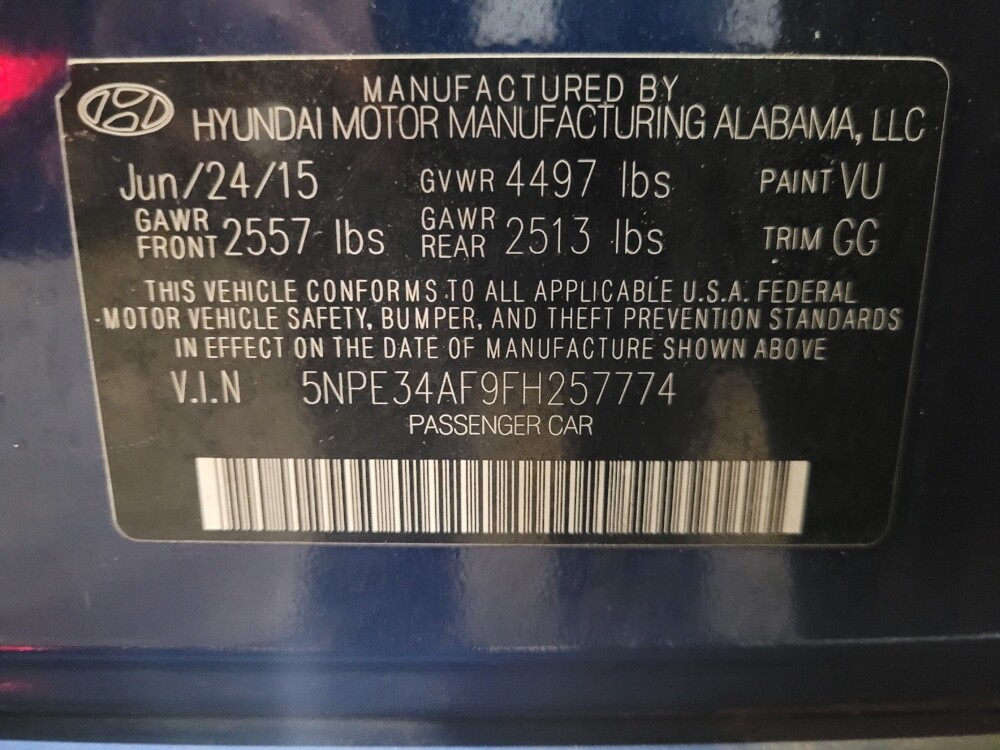 MANUFACTURED BY
HYUNDAI MOTOR MANUFACTURING ALABAMA, LLC
Jun/24/15 GVWR 4497 lbs PAINT VU
GAWR FRONT 2557 lbs GAWR REAR 2513 lbs TRIM GG
THIS VEHICLE CONFORMS TO ALL APPLICABLE U.S.A. FEDERAL
MOTOR VEHICLE SAFETY, BUMPER, AND THEFT PREVENTION STANDARDS
IN EFFECT ON THE DATE OF MANUFACTURE SHOWN ABOVE
V.I.N 5NPE34AF9FH257774
PASSENGER CAR